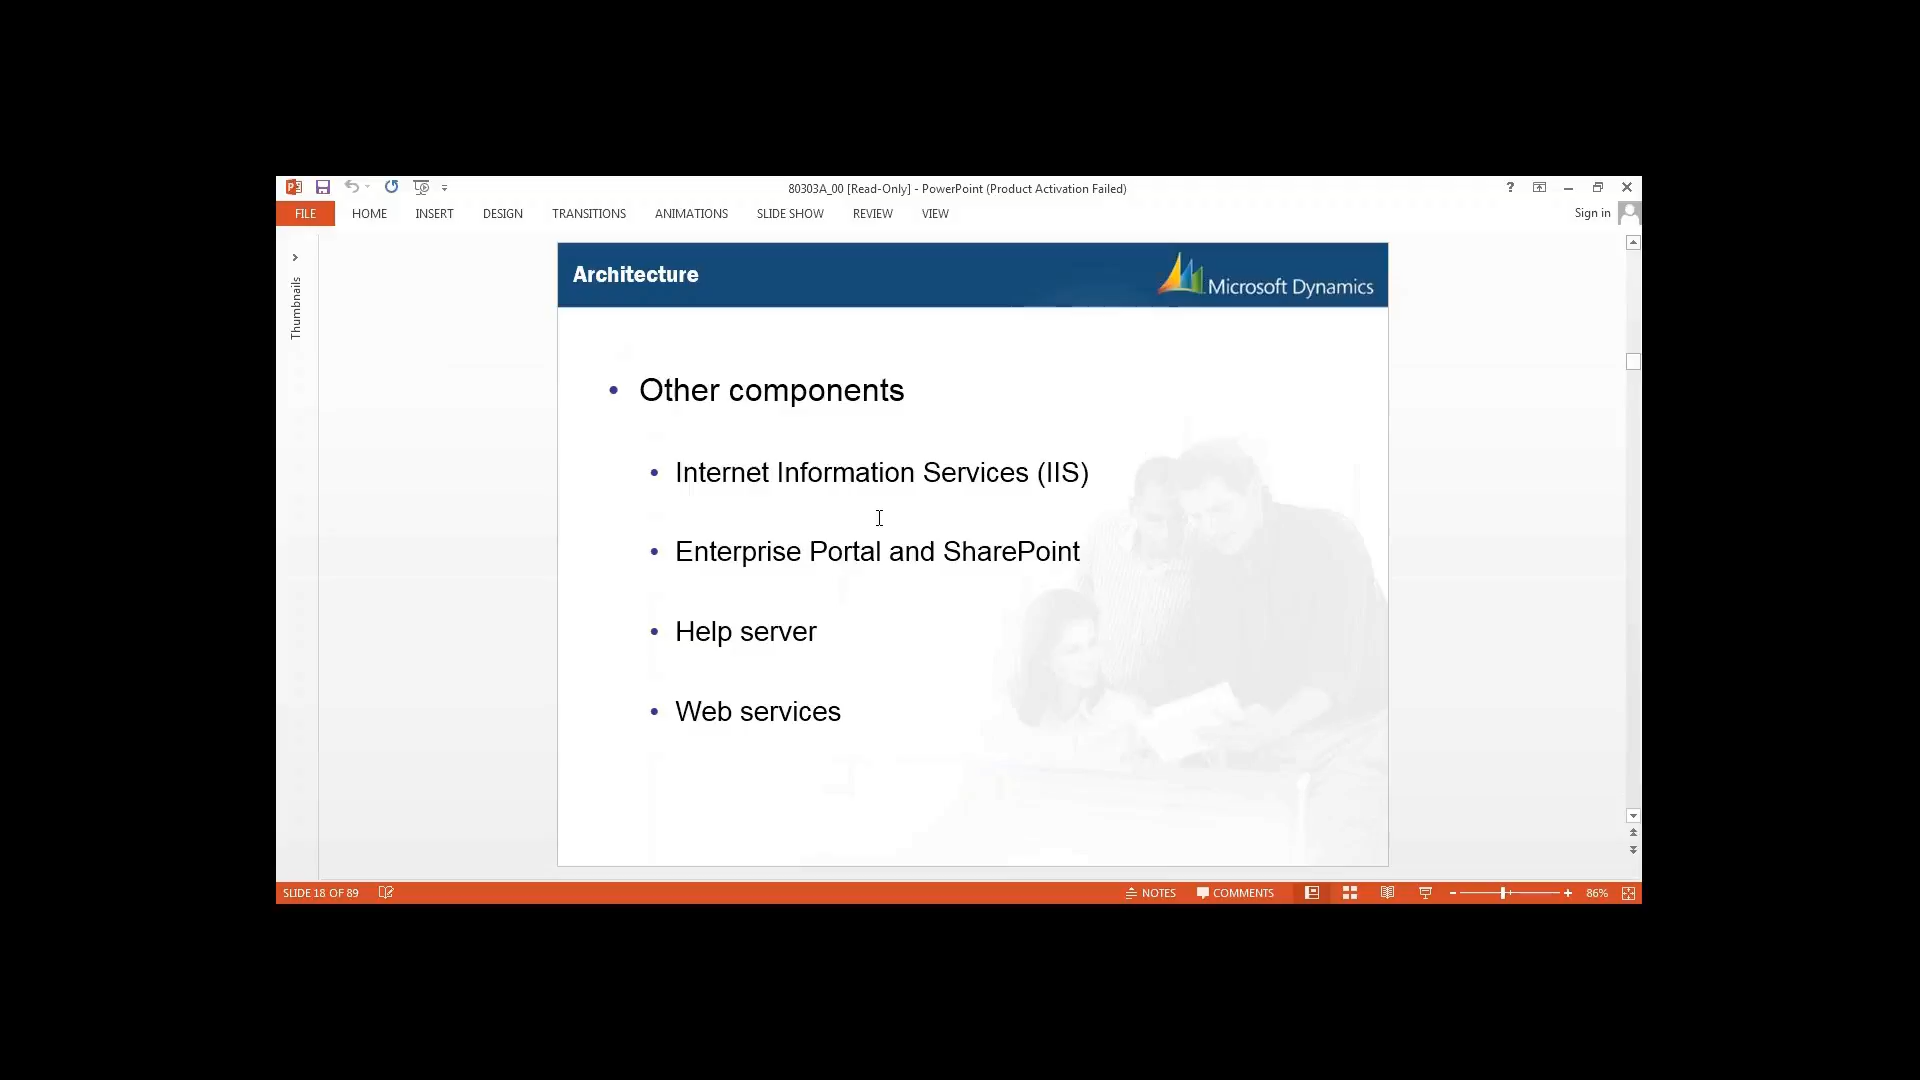 80303A_00 [Read-Only] - PowerPoint (Product Activation Failed)
FILE HOME INSERT DESIGN TRANSITIONS ANIMATIONS SLIDE SHOW REVIEW VIEW Sign in
Thumbnails
Architecture
Microsoft Dynamics
• Other components
• Internet Information Services (IIS)
• Enterprise Portal and SharePoint
• Help server
• Web services
SLIDE 18 OF 89 NOTES COMMENTS 86%